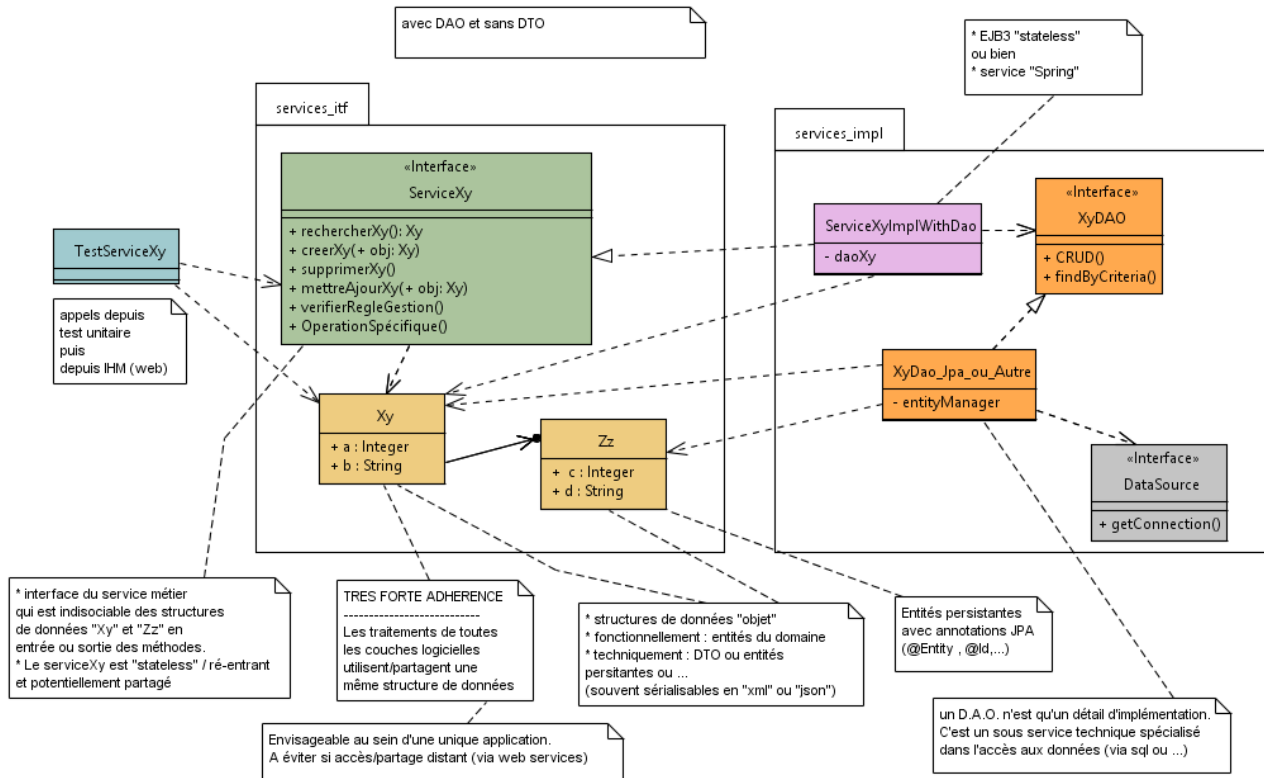 avec DAO et sans DTO
* EJB3 "stateless"
ou bien
* service "Spring"
services_itf
services_impl
«Interface»
ServiceXy
+ rechercherXy(): Xy
+ creerXy(+ obj: Xy)
+ supprimerXy()
+ mettreAjourXy(+ obj: Xy)
+ verifierRegleGestion()
+ OperationSpécifique()
ServiceXyImplWithDao
- daoXy
«Interface»
XyDAO
+ CRUD()
+ findByCriteria()
TestServiceXy
appels depuis
test unitaire
puis
depuis IHM (web)
XyDao_Jpa_ou_Autre
- entityManager
Xy
+ a : Integer
+ b : String
Zz
+ c : Integer
+ d : String
«Interface»
DataSource
+ getConnection()
* interface du service métier
qui est indisociable des structures
de données "Xy" et "Zz" en
entrée ou sortie des méthodes.
* Le serviceXy est "stateless" / ré-entrant
et potentiellement partagé
TRES FORTE ADHERENCE
----------------------------
Les traitements de toutes
les couches logicielles
utilisent/partagent une
même structure de données
* structures de données "objet"
* fonctionnellement : entités du domaine
* techniquement : DTO ou entités
persitantes ou ...
(souvent sérialisables en "xml" ou "json")
Entités persistantes
avec annotations JPA
(@Entity , @Id,...)
Envisageable au sein d'une unique application.
A éviter si accès/partage distant (via web services)
un D.A.O. n'est qu'un détail d'implémentation.
C'est un sous service technique spécialisé
dans l'accès aux données (via sql ou ...)